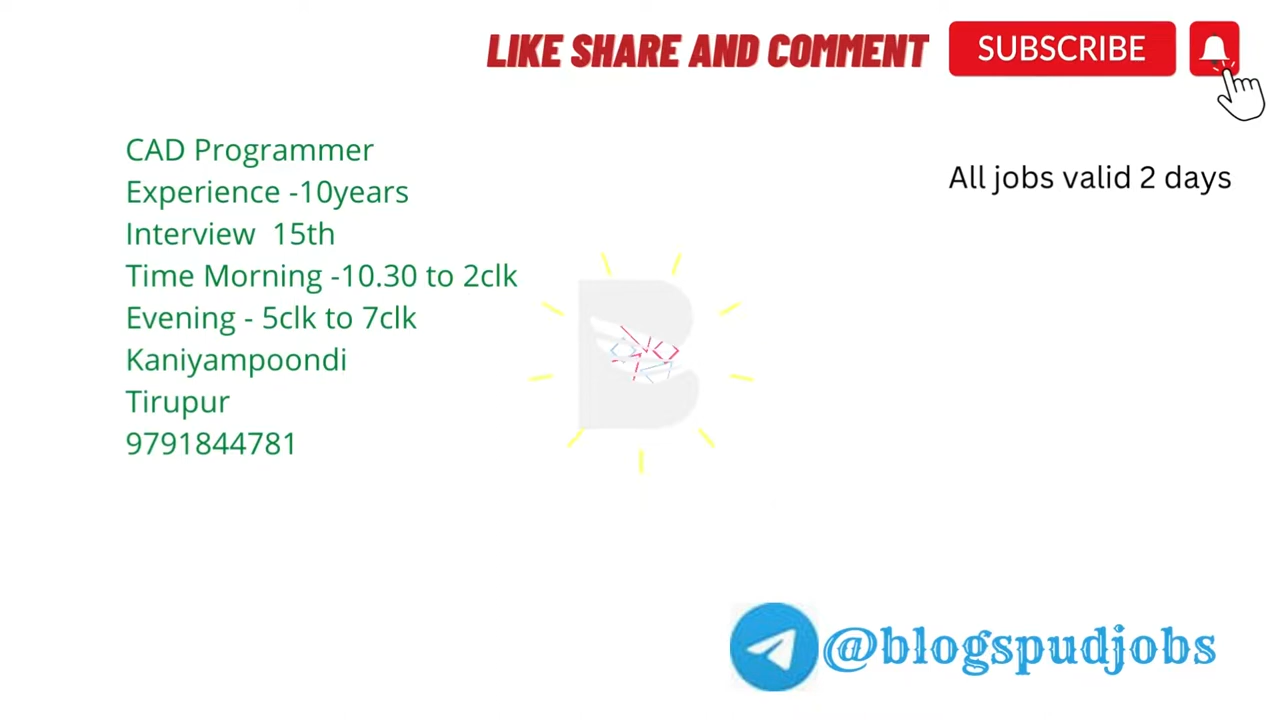 LIKE SHARE AND COMMENT
SUBSCRIBE
CAD Programmer
Experience -10years
Interview  15th
Time Morning -10.30 to 2clk
Evening - 5clk to 7clk
Kaniyampoondi
Tirupur
9791844781
All jobs valid 2 days
@blogspudjobs